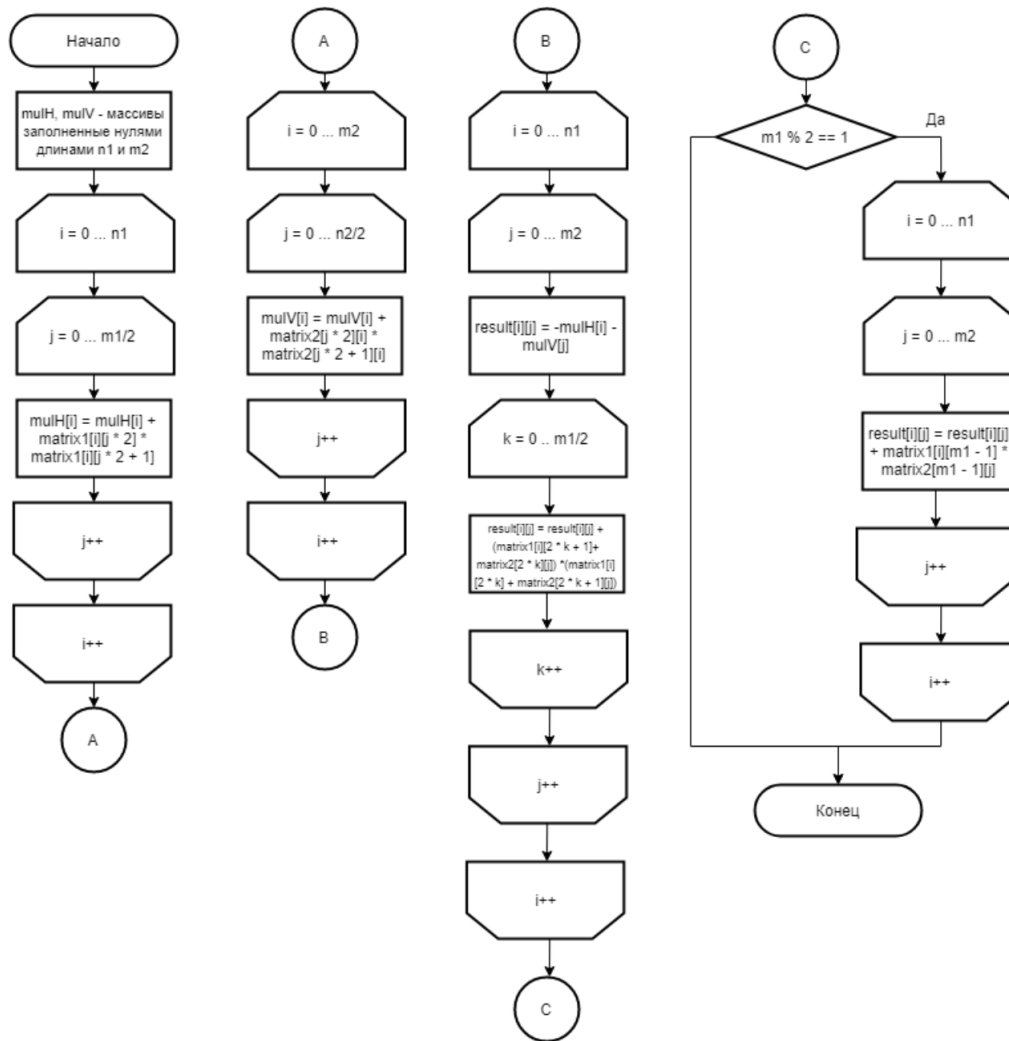 Начало
mulH, mulV - массивы
заполненные нулями
длинами n1 и m2
i = 0 ... n1
j = 0 ... m1/2
mulH[i] = mulH[i] +
matrix1[i][j * 2] *
matrix1[i][j * 2 + 1]
j++
i++
A
A
i = 0 ... m2
j = 0 ... n2/2
mulV[i] = mulV[i] +
matrix2[j * 2][i] *
matrix2[j * 2 + 1][i]
j++
i++
B
B
i = 0 ... n1
j = 0 ... m2
result[i][j] = -mulH[i] -
mulV[j]
k = 0 .. m1/2
result[i][j] = result[i][j] +
(matrix1[i][2 * k + 1]+
matrix2[2 * k][j]) *(matrix1[i]
[2 * k] + matrix2[2 * k + 1][j])
k++
j++
i++
C
C
m1 % 2 == 1
Да
i = 0 ... n1
j = 0 ... m2
result[i][j] = result[i][j]
+ matrix1[i][m1 - 1] *
matrix2[m1 - 1][j]
j++
i++
Конец